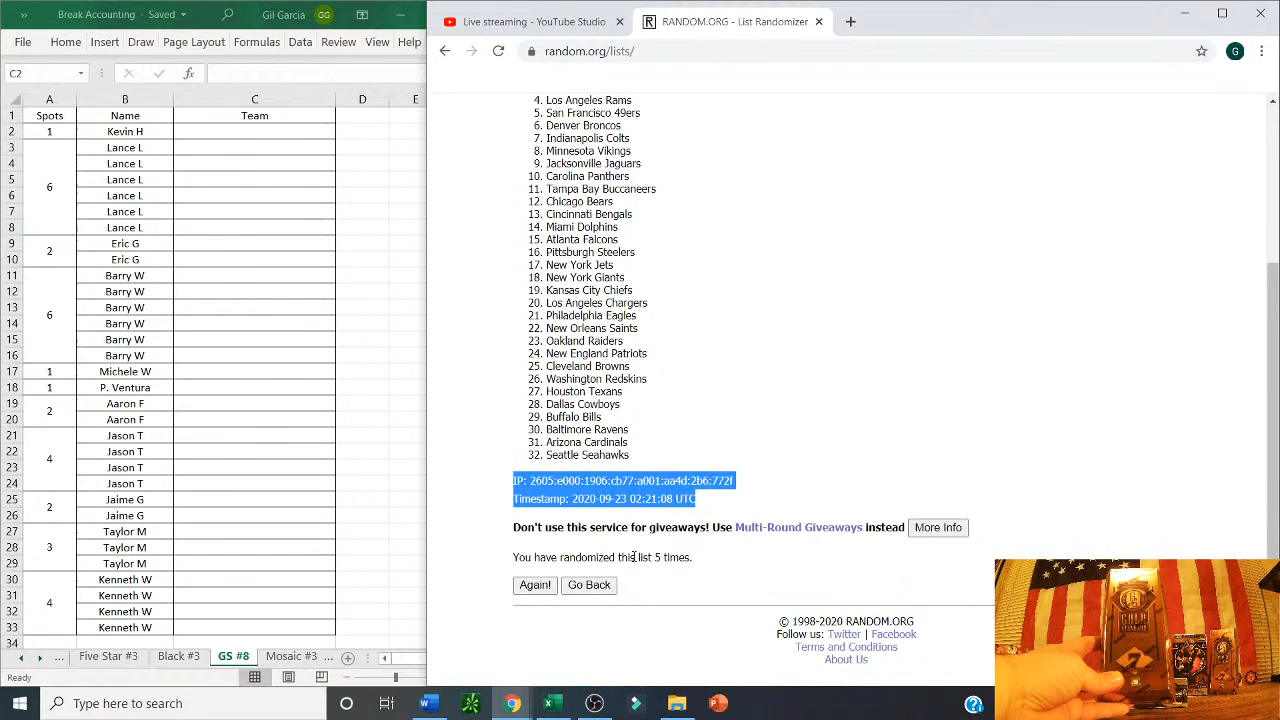 Break Accounting - Saved
Gil Garcia
GG
File Home Insert Draw Page Layout Formulas Data Review View Help
C2
fx
A B C D E
1 Spots Name Team
2 1 Kevin H
3 Lance L
4 Lance L
5 6 Lance L
6 Lance L
7 Lance L
8 Lance L
9 2 Eric G
10 Eric G
11 Barry W
12 Barry W
13 6 Barry W
14 Barry W
15 Barry W
16 Barry W
17 1 Michele W
18 1 P. Ventura
19 2 Aaron F
20 Aaron F
21 Jason T
22 4 Jason T
23 Jason T
24 Jason T
25 2 Jaime G
26 Jaime G
27 Taylor M
28 3 Taylor M
29 Taylor M
30 Kenneth W
31 4 Kenneth W
32 Kenneth W
33 Kenneth W
34
Five Star #3
GS #8
Mosaic #3 ...
Ready
Live streaming - YouTube Studio
R RANDOM.ORG - List Randomizer
random.org/lists/
G
4. Los Angeles Rams
5. San Francisco 49ers
6. Denver Broncos
7. Indianapolis Colts
8. Minnesota Vikings
9. Jacksonville Jaguars
10. Carolina Panthers
11. Tampa Bay Buccaneers
12. Chicago Bears
13. Cincinnati Bengals
14. Miami Dolphins
15. Atlanta Falcons
16. Pittsburgh Steelers
17. New York Jets
18. New York Giants
19. Kansas City Chiefs
20. Los Angeles Chargers
21. Philadelphia Eagles
22. New Orleans Saints
23. Oakland Raiders
24. New England Patriots
25. Cleveland Browns
26. Washington Redskins
27. Houston Texans
28. Dallas Cowboys
29. Buffalo Bills
30. Baltimore Ravens
31. Arizona Cardinals
32. Seattle Seahawks
IP: 2605:e000:1906:cb77:a001:aa4d:2b6:772f
Timestamp: 2020-09-23 02:21:08 UTC
Don't use this service for giveaways! Use Multi-Round Giveaways instead More Info
You have randomized this list 5 times.
Again! Go Back
© 1998-2020 RANDOM.ORG
Follow us: Twitter | Facebook
Terms and Conditions
About Us
GOLD
Type here to search